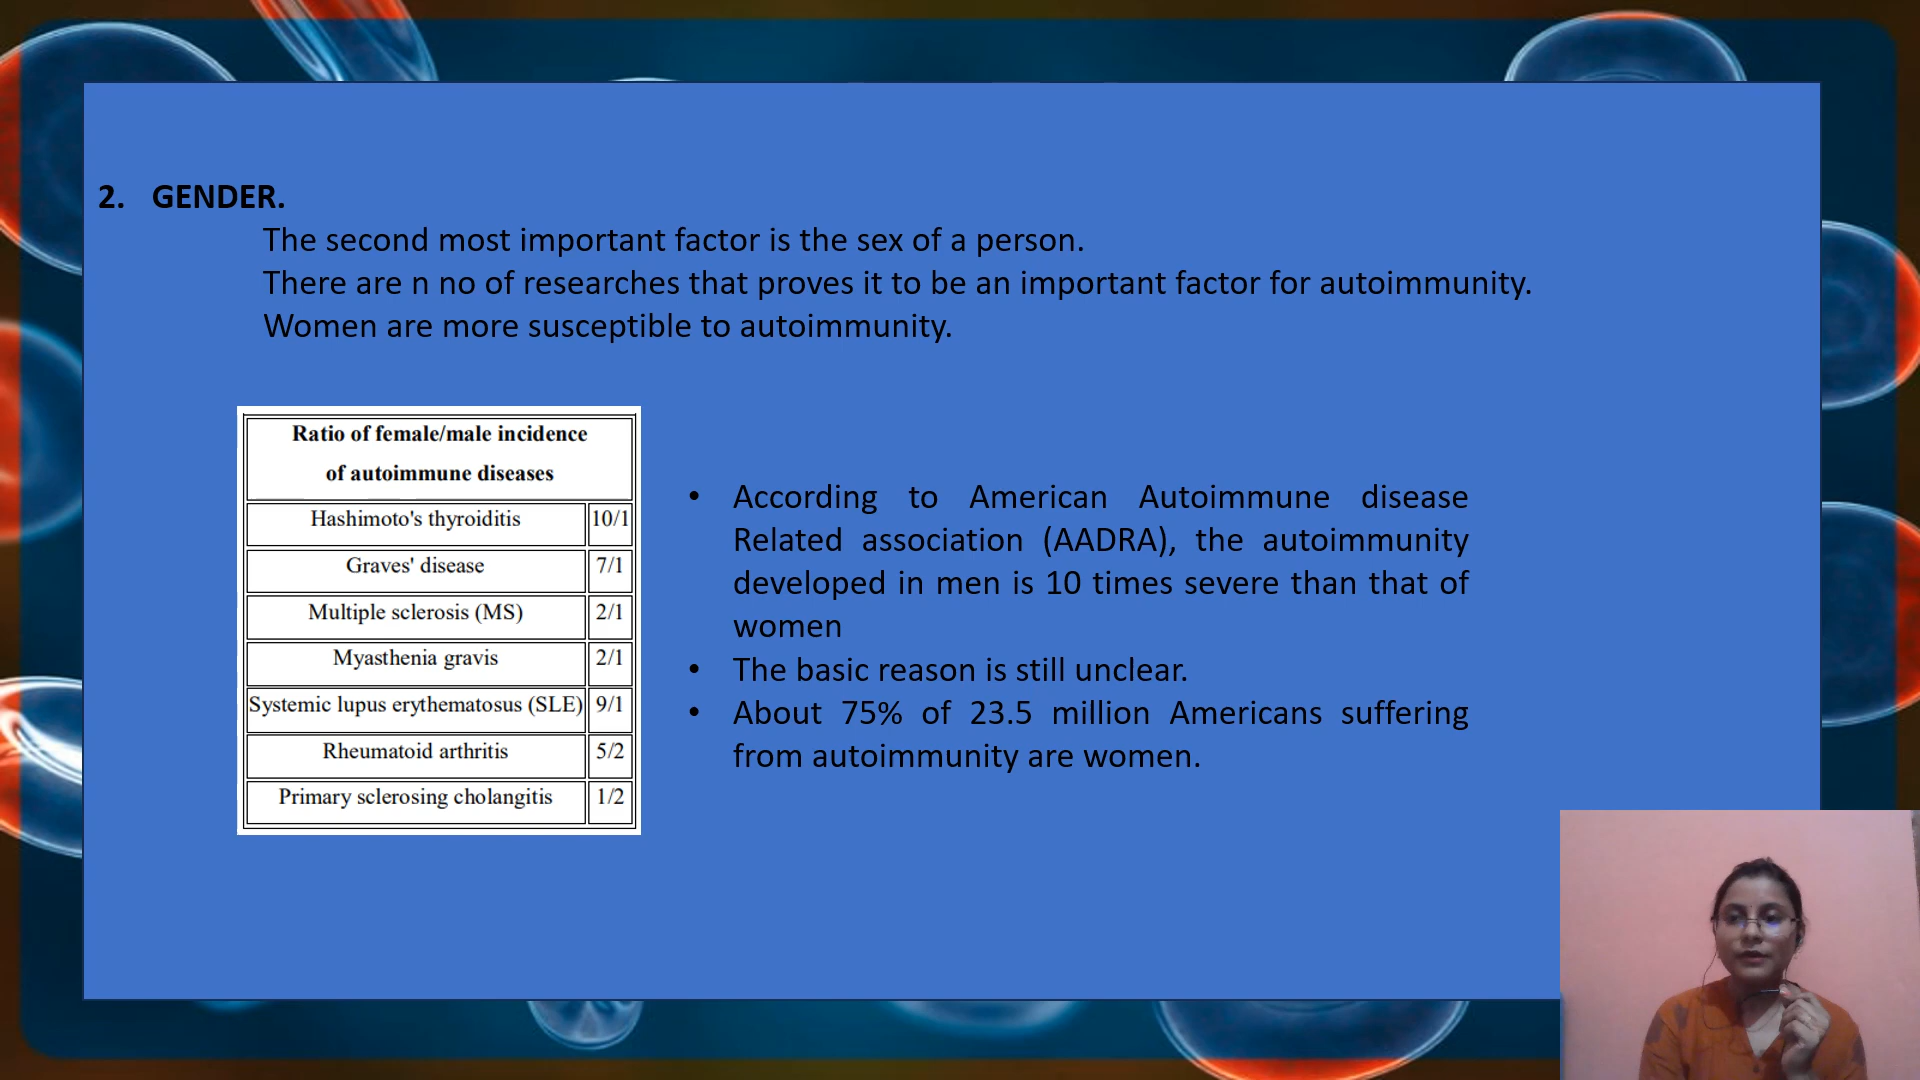 2. GENDER.
The second most important factor is the sex of a person.
There are n no of researches that proves it to be an important factor for autoimmunity.
Women are more susceptible to autoimmunity.
Ratio of female/male incidence
of autoimmune diseases
Hashimoto's thyroiditis 10/1
Graves' disease 7/1
Multiple sclerosis (MS) 2/1
Myasthenia gravis 2/1
Systemic lupus erythematosus (SLE) 9/1
Rheumatoid arthritis 5/2
Primary sclerosing cholangitis 1/2
• According to American Autoimmune disease
Related association (AADRA), the autoimmunity
developed in men is 10 times severe than that of
women
• The basic reason is still unclear.
• About 75% of 23.5 million Americans suffering
from autoimmunity are women.